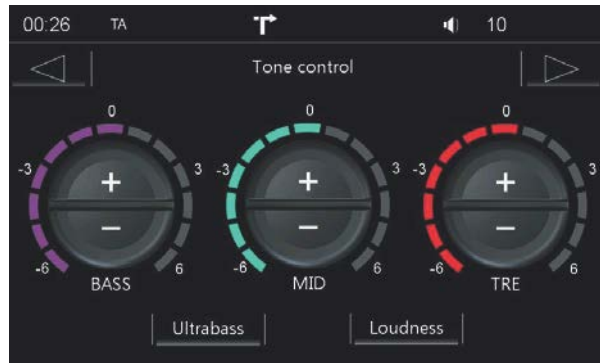 00:26 TA 10
Tone control
0 0 0
-3 3 -3 3 -3 3
+ + +
− − −
-6 6 -6 6 -6 6
BASS MID TRE
Ultrabass Loudness